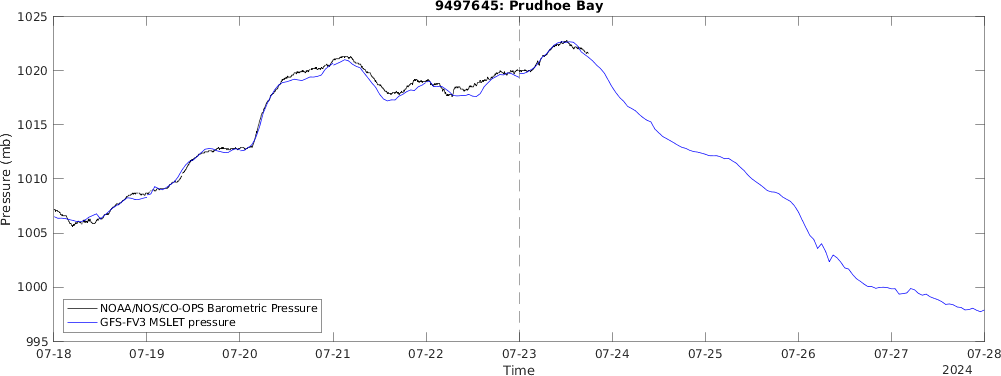 9497645: Prudhoe Bay
Pressure (mb)
1025
1020
1015
1010
1005
1000
995
NOAA/NOS/CO-OPS Barometric Pressure
GFS-FV3 MSLET pressure
07-18 07-19 07-20 07-21 07-22 07-23 07-24 07-25 07-26 07-27 07-28
Time
2024